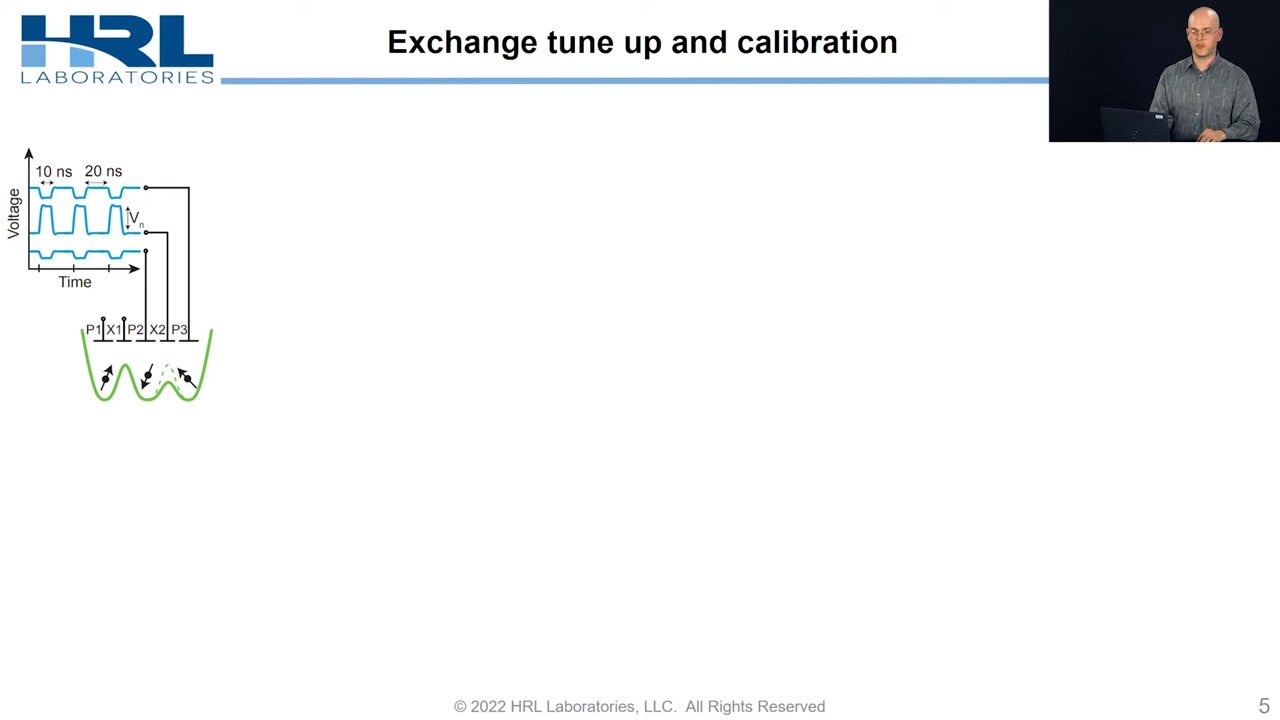 HRL
LABORATORIES
Exchange tune up and calibration
10 ns 20 ns
Voltage
Vn
Time
P1 X1 P2 X2 P3
© 2022 HRL Laboratories, LLC. All Rights Reserved
5